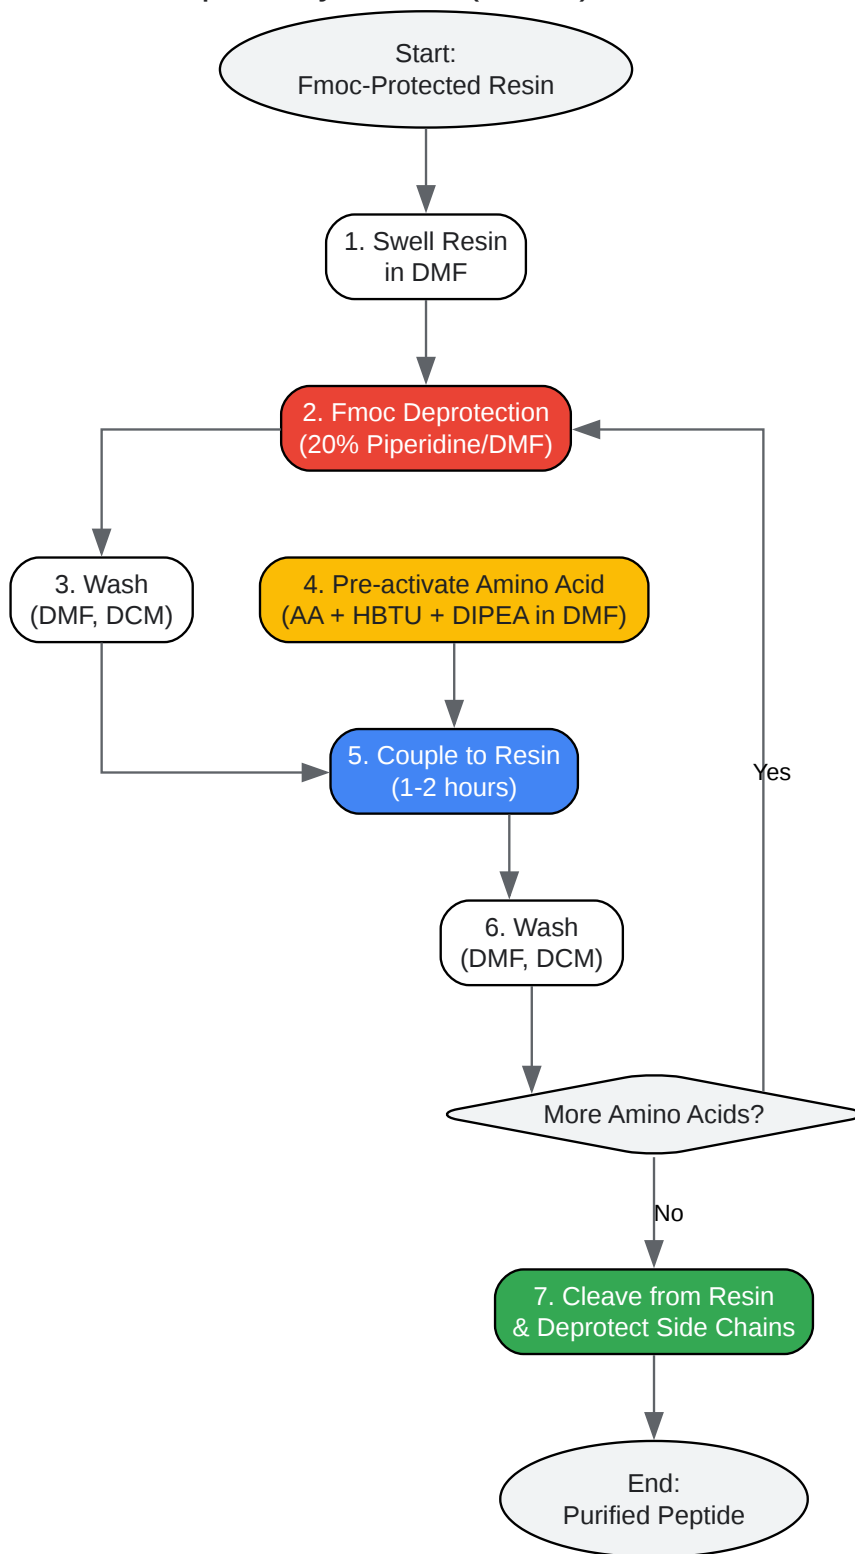 Start:
Fmoc-Protected Resin
1. Swell Resin
in DMF
2. Fmoc Deprotection
(20% Piperidine/DMF)
3. Wash
(DMF, DCM)
4. Pre-activate Amino Acid
(AA + HBTU + DIPEA in DMF)
5. Couple to Resin
(1-2 hours)
Yes
6. Wash
(DMF, DCM)
More Amino Acids?
No
7. Cleave from Resin
& Deprotect Side Chains
End:
Purified Peptide